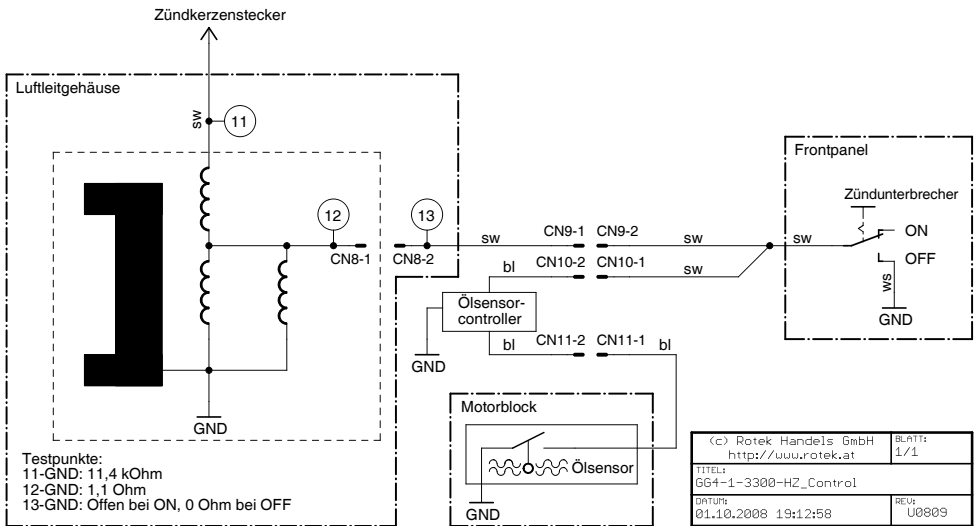 Zündkerzenstecker
Luftleitgehäuse
sw
11
12
13
CN8-1
CN8-2
sw
CN9-1
CN9-2
sw
sw
bl
CN10-2
CN10-1
sw
Ölsensor-
controller
GND
bl
CN11-2
CN11-1
bl
Frontpanel
Zündunterbrecher
ON
OFF
ws
GND
GND
Motorblock
Ölsensor
GND
Testpunkte:
11-GND: 11,4 kOhm
12-GND: 1,1 Ohm
13-GND: Offen bei ON, 0 Ohm bei OFF
(c) Rotek Handels GmbH
http://www.rotek.at
BLATT:
1/1
TITEL:
GG4-1-3300-HZ_Control
DATUM:
01.10.2008 19:12:58
REV:
U0809